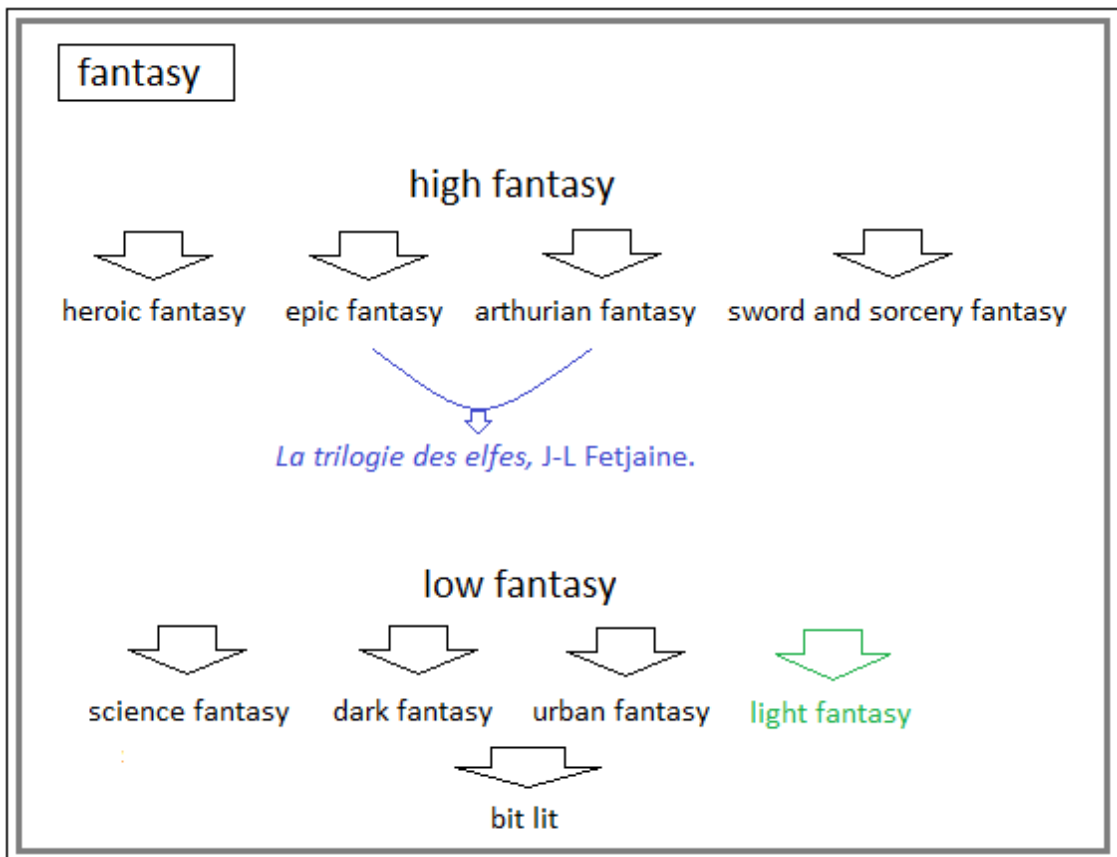 fantasy
high fantasy
heroic fantasy epic fantasy arthurian fantasy sword and sorcery fantasy
La trilogie des elfes, J-L Fetjaine.
low fantasy
science fantasy dark fantasy urban fantasy light fantasy
bit lit